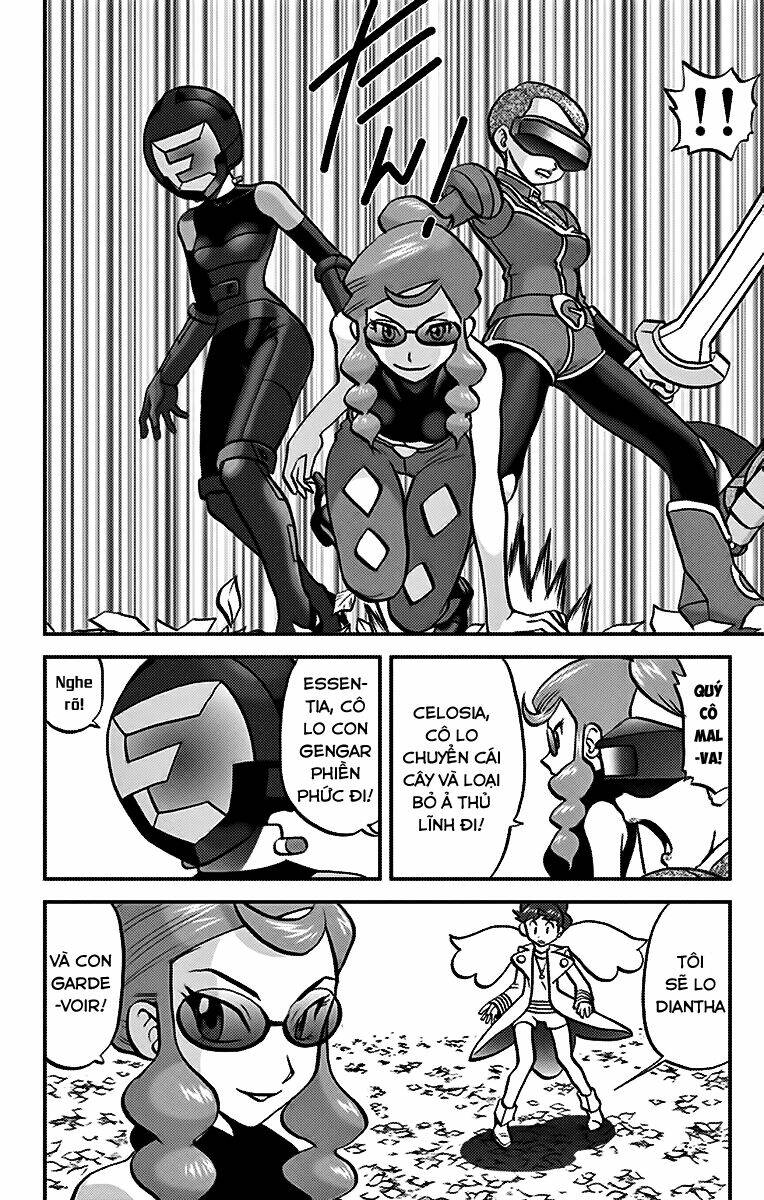 !!
QUÝ
CÔ
MAL
-VA!
CELOSIA,
CÔ LO
CHUYỂN CÁI
CÂY VÀ LOẠI
BỎ Ả THỦ
LĨNH ĐI!
ESSEN-
TIA, CÔ
LO CON
GENGAR
PHIỀN
PHỨC ĐI!
Nghe
rõ!
TÔI
SẼ LO
DIANTHA
VÀ CON
GARDE
-VOIR!